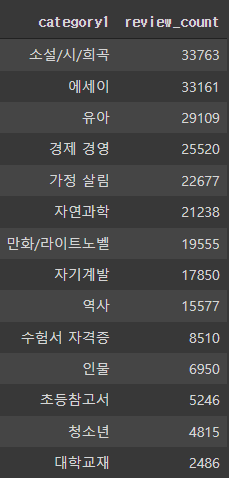 category1 review_count
소설/시/희곡 33763
에세이 33161
유아 29109
경제 경영 25520
가정 살림 22677
자연과학 21238
만화/라이트노벨 19555
자기계발 17850
역사 15577
수험서 자격증 8510
인물 6950
초등참고서 5246
청소년 4815
대학교재 2486